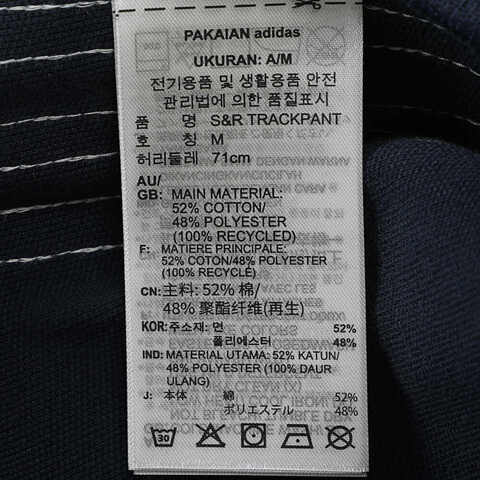 PAKAIAN adidas
UKURAN: A/M
전기용품 및 생활용품 안전
관리법에 의한 품질표시
품 명 S&R TRACKPANT
호 칭 M
허리둘레 71cm
AU/
GB: MAIN MATERIAL:
52% COTTON/
48% POLYESTER
(100% RECYCLED)
F: MATIERE PRINCIPALE:
52% COTON/48% POLYESTER
(100% RECYCLÉ)
CN: 主料: 52% 棉/
48% 聚酯纤维(再生)
KOR: 주소재: 면 52%
폴리에스터 48%
IND: MATERIAL UTAMA: 52% KATUN/
48% POLYESTER (100% DAUR
ULANG)
J: 本体 綿 52%
ポリエステル 48%
30